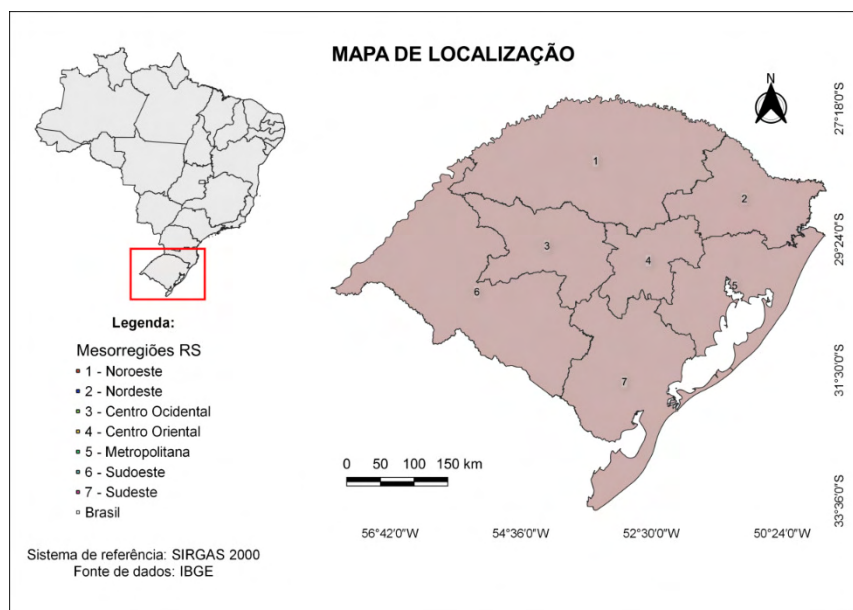 MAPA DE LOCALIZAÇÃO
N
1
2
3
4
5
6
7
27°18'0"S
29°24'0"S
31°30'0"S
33°36'0"S
Legenda:
Mesorregiões RS
1 - Noroeste
2 - Nordeste
3 - Centro Ocidental
4 - Centro Oriental
5 - Metropolitana
6 - Sudoeste
7 - Sudeste
Brasil
0 50 100 150 km
56°42'0"W 54°36'0"W 52°30'0"W 50°24'0"W
Sistema de referência: SIRGAS 2000
Fonte de dados: IBGE